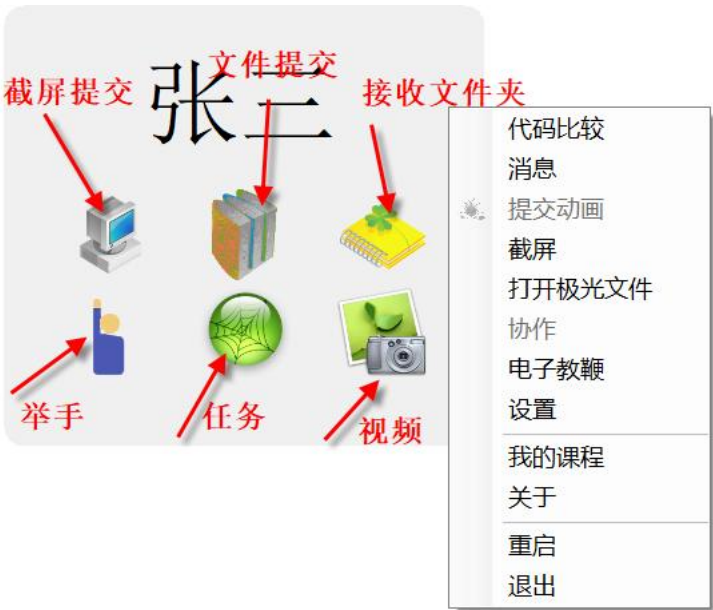 文件提交
截屏提交
张三
接收文件夹
举手
任务
视频
代码比较
消息
提交动画
截屏
打开极光文件
协作
电子教鞭
设置
我的课程
关于
重启
退出